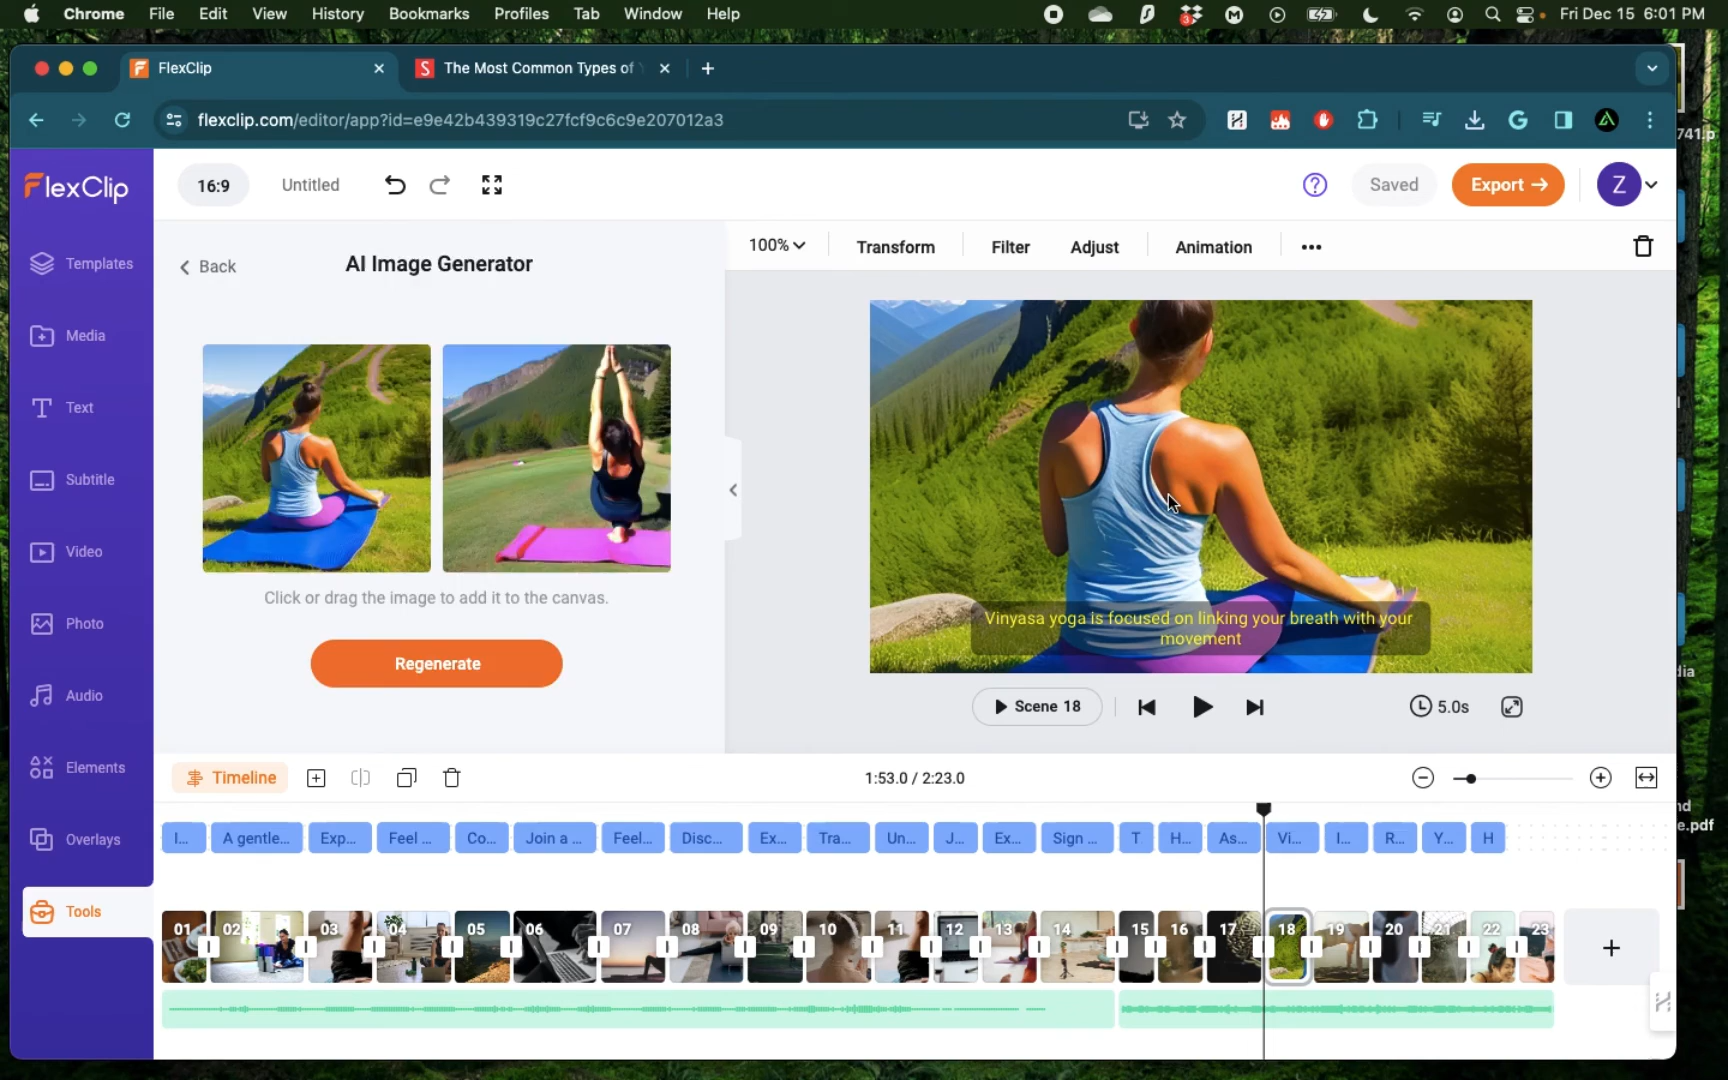 Chrome File Edit View History Bookmarks Profiles Tab Window Help
3 M Fri Dec 15 6:01 PM
FlexClip
S The Most Common Types of
flexclip.com/editor/app?id=e9e42b439319c27fcf9c6c9e207012a3
741.p
FlexClip
16:9 Untitled
Saved Export → Z
Templates
Media
Text
Subtitle
Video
Photo
Audio
Elements
Overlays
Tools
Back AI Image Generator
100% Transform Filter Adjust Animation •••
Click or drag the image to add it to the canvas.
Regenerate
Vinyasa yoga is focused on linking your breath with your
movement
Scene 18
5.0s
Timeline
1:53.0 / 2:23.0
I... A gentle... Exp... Feel ... Co... Join a ... Feel... Disc... Ex... Tra... Un... J... Ex... Sign ... T H... As... Vi... I... R... Y... H
01 02 03 04 05 06 07 08 09 10 11 12 13 14 15 16 17 18 19 20 21 22 23
+
dia
nd
e.pdf